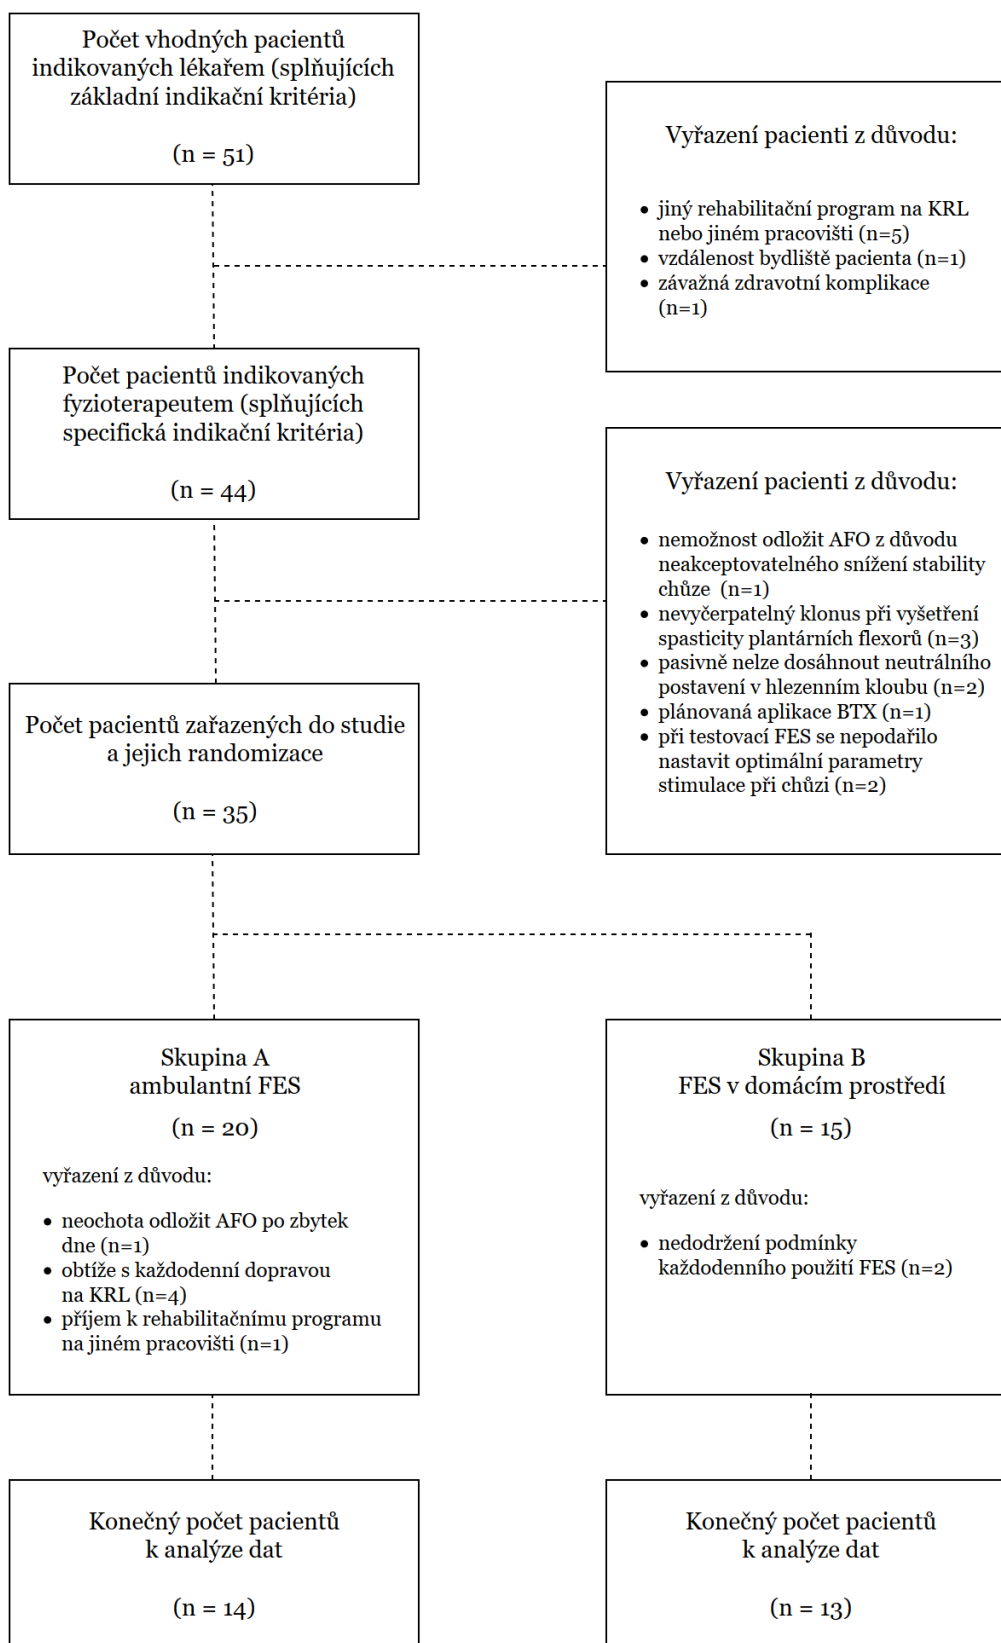 Počet vhodných pacientů
indikovaných lékařem (splňujících
základní indikační kritéria)
(n = 51)
Vyřazení pacienti z důvodu:
• jiný rehabilitační program na KRL
nebo jiném pracovišti (n=5)
• vzdálenost bydliště pacienta (n=1)
• závažná zdravotní komplikace
(n=1)
Počet pacientů indikovaných
fyzioterapeutem (splňujících
specifická indikační kritéria)
(n = 44)
Vyřazení pacienti z důvodu:
• nemožnost odložit AFO z důvodu
neakceptovatelného snížení stability
chůze (n=1)
• nevyčerpatelný klonus při vyšetření
spasticity plantárních flexorů (n=3)
• pasivně nelze dosáhnout neutrálního
postavení v hlezenním kloubu (n=2)
• plánovaná aplikace BTX (n=1)
• při testovací FES se nepodařilo
nastavit optimální parametry
stimulace při chůzi (n=2)
Počet pacientů zařazených do studie
a jejich randomizace
(n = 35)
Skupina A
ambulantní FES
(n = 20)
vyřazení z důvodu:
• neochota odložit AFO po zbytek
dne (n=1)
• obtíže s každodenní dopravou
na KRL (n=4)
• příjem k rehabilitačnímu programu
na jiném pracovišti (n=1)
Skupina B
FES v domácím prostředí
(n = 15)
vyřazení z důvodu:
• nedodržení podmínky
každodenního použití FES (n=2)
Konečný počet pacientů
k analýze dat
(n = 14)
Konečný počet pacientů
k analýze dat
(n = 13)